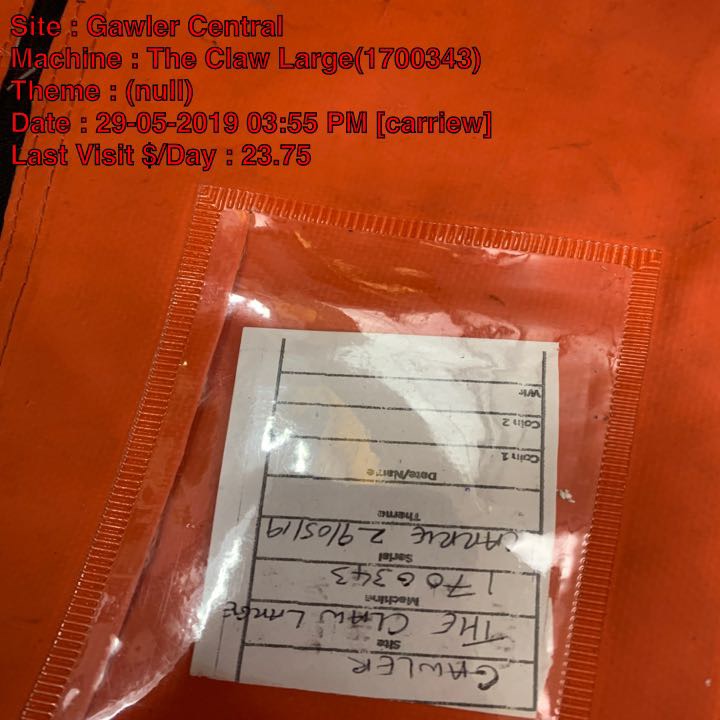 Site : Gawler Central
Machine : The Claw Large(1700343)
Theme : (null)
Date : 29-05-2019 03:55 PM [carriew]
Last Visit $/Day : 23.75
GAWLER
Site
THE CLAW LARGE
Machine
1700343
Serial
CARRIE 29/05/19
Theme
Date/Name
Coin 1
Coin 2